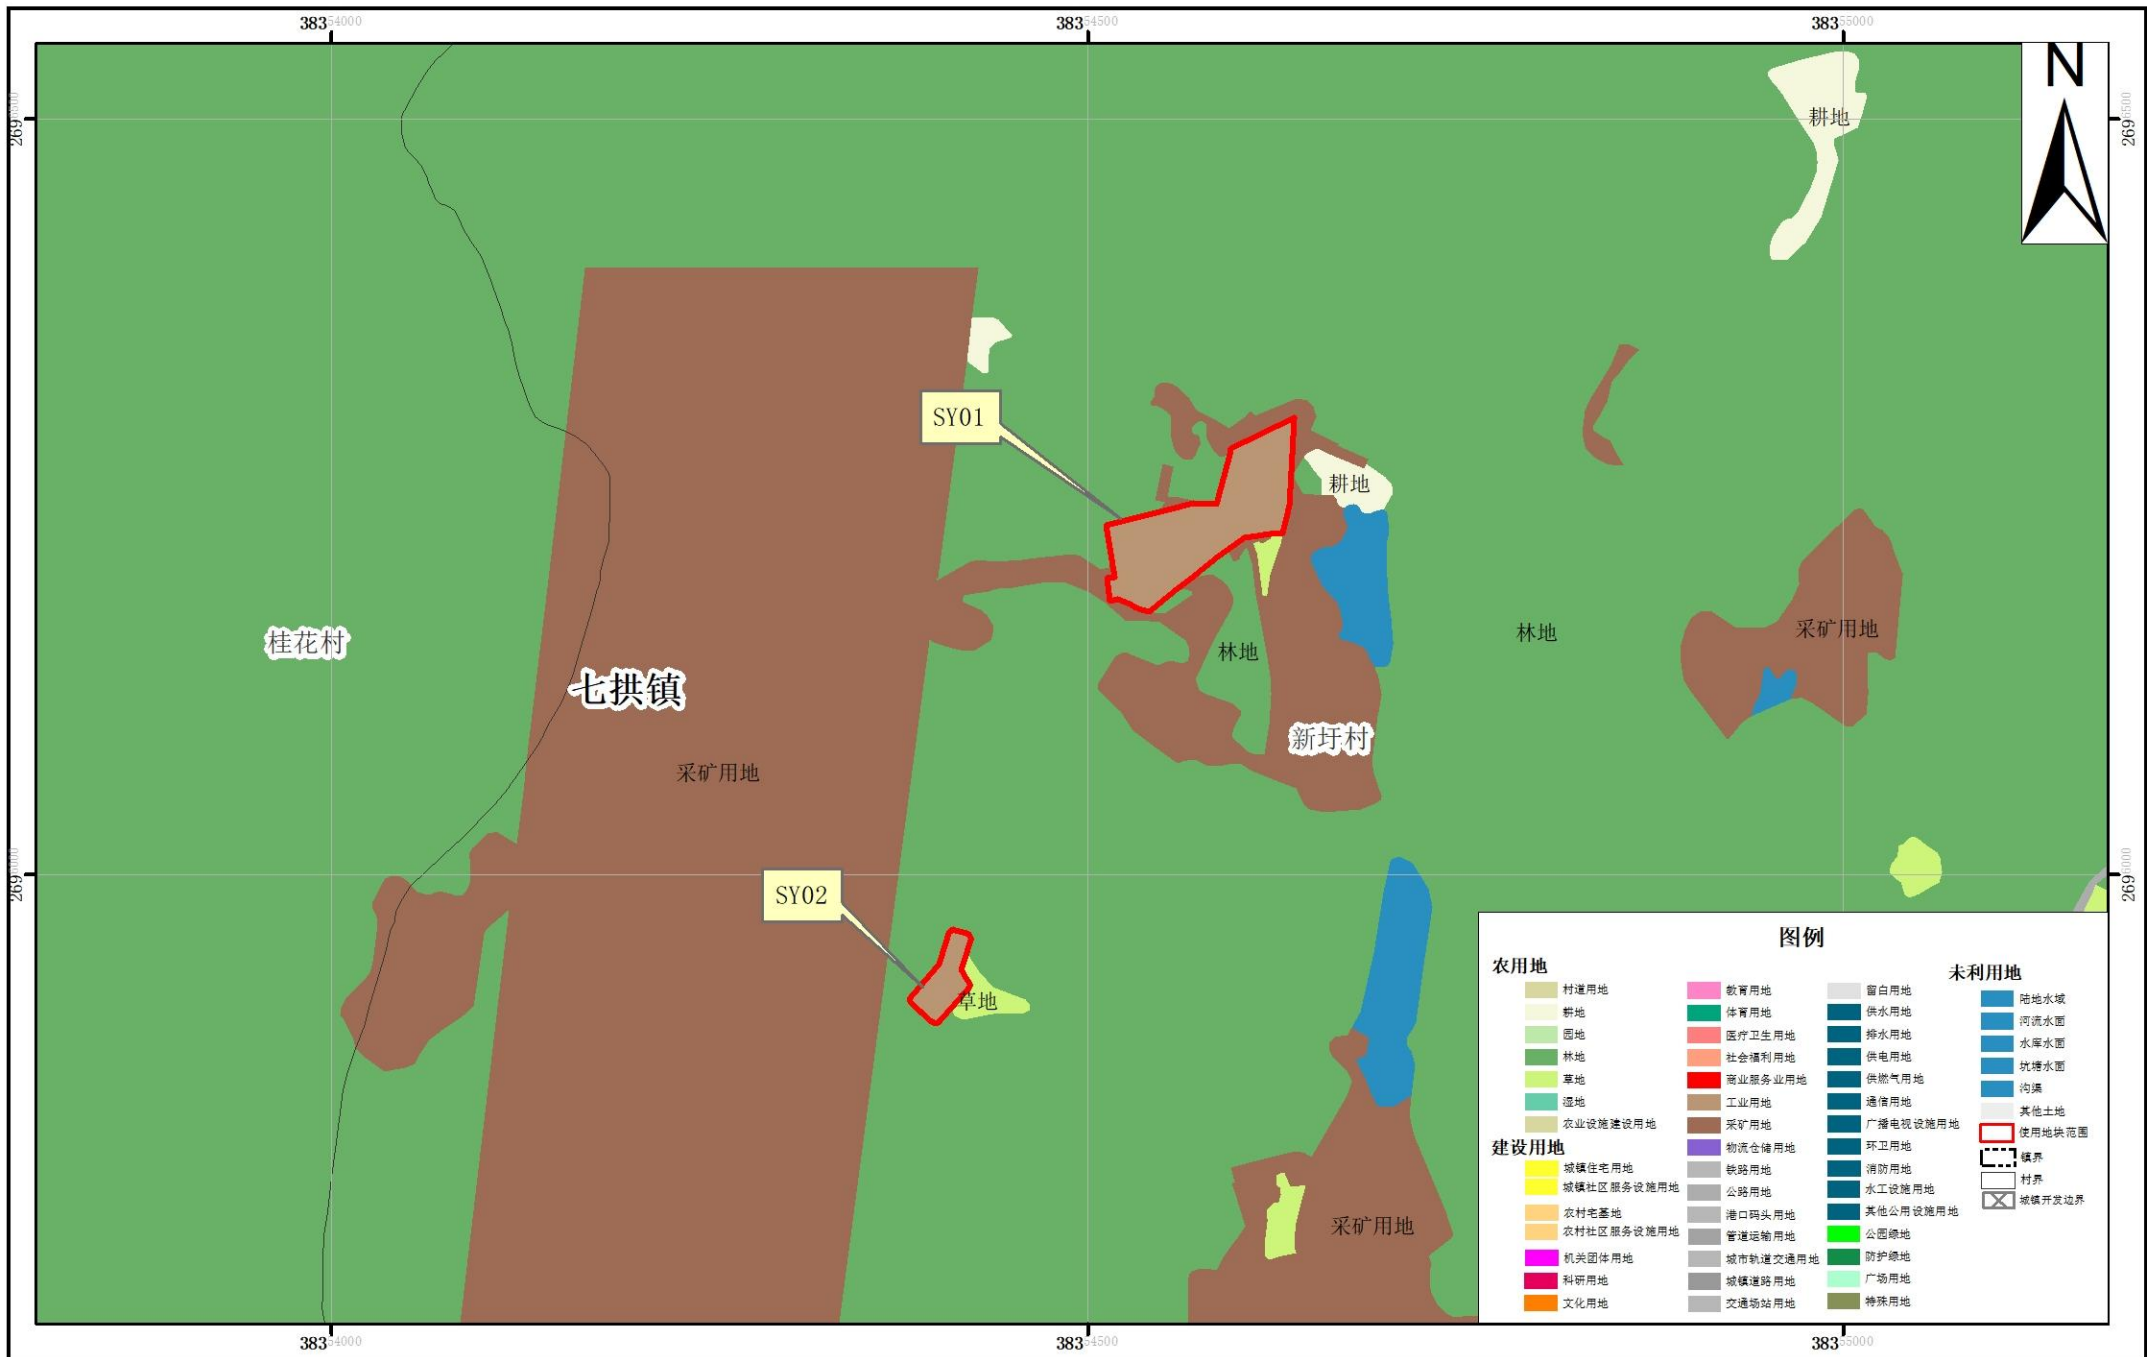 38354000
38354500
38355000
N
2696500
2696500
耕地
SY01
耕地
桂花村
七拱镇
林地
林地
采矿用地
新圩村
采矿用地
2696000
2696000
SY02
草地
采矿用地
图例
农用地
村道用地
耕地
园地
林地
草地
湿地
农业设施建设用地
建设用地
城镇住宅用地
城镇社区服务设施用地
农村宅基地
农村社区服务设施用地
机关团体用地
科研用地
文化用地
教育用地
体育用地
医疗卫生用地
社会福利用地
商业服务业用地
工业用地
采矿用地
物流仓储用地
铁路用地
公路用地
港口码头用地
管道运输用地
城市轨道交通用地
城镇道路用地
交通场站用地
留白用地
供水用地
排水用地
供电用地
供燃气用地
通信用地
广播电视设施用地
环卫用地
消防用地
水工设施用地
其他公用设施用地
公园绿地
防护绿地
广场用地
特殊用地
未利用地
陆地水域
河流水面
水库水面
坑塘水面
沟渠
其他土地
使用地块范围
镇界
村界
城镇开发边界
38354000
38354500
38355000